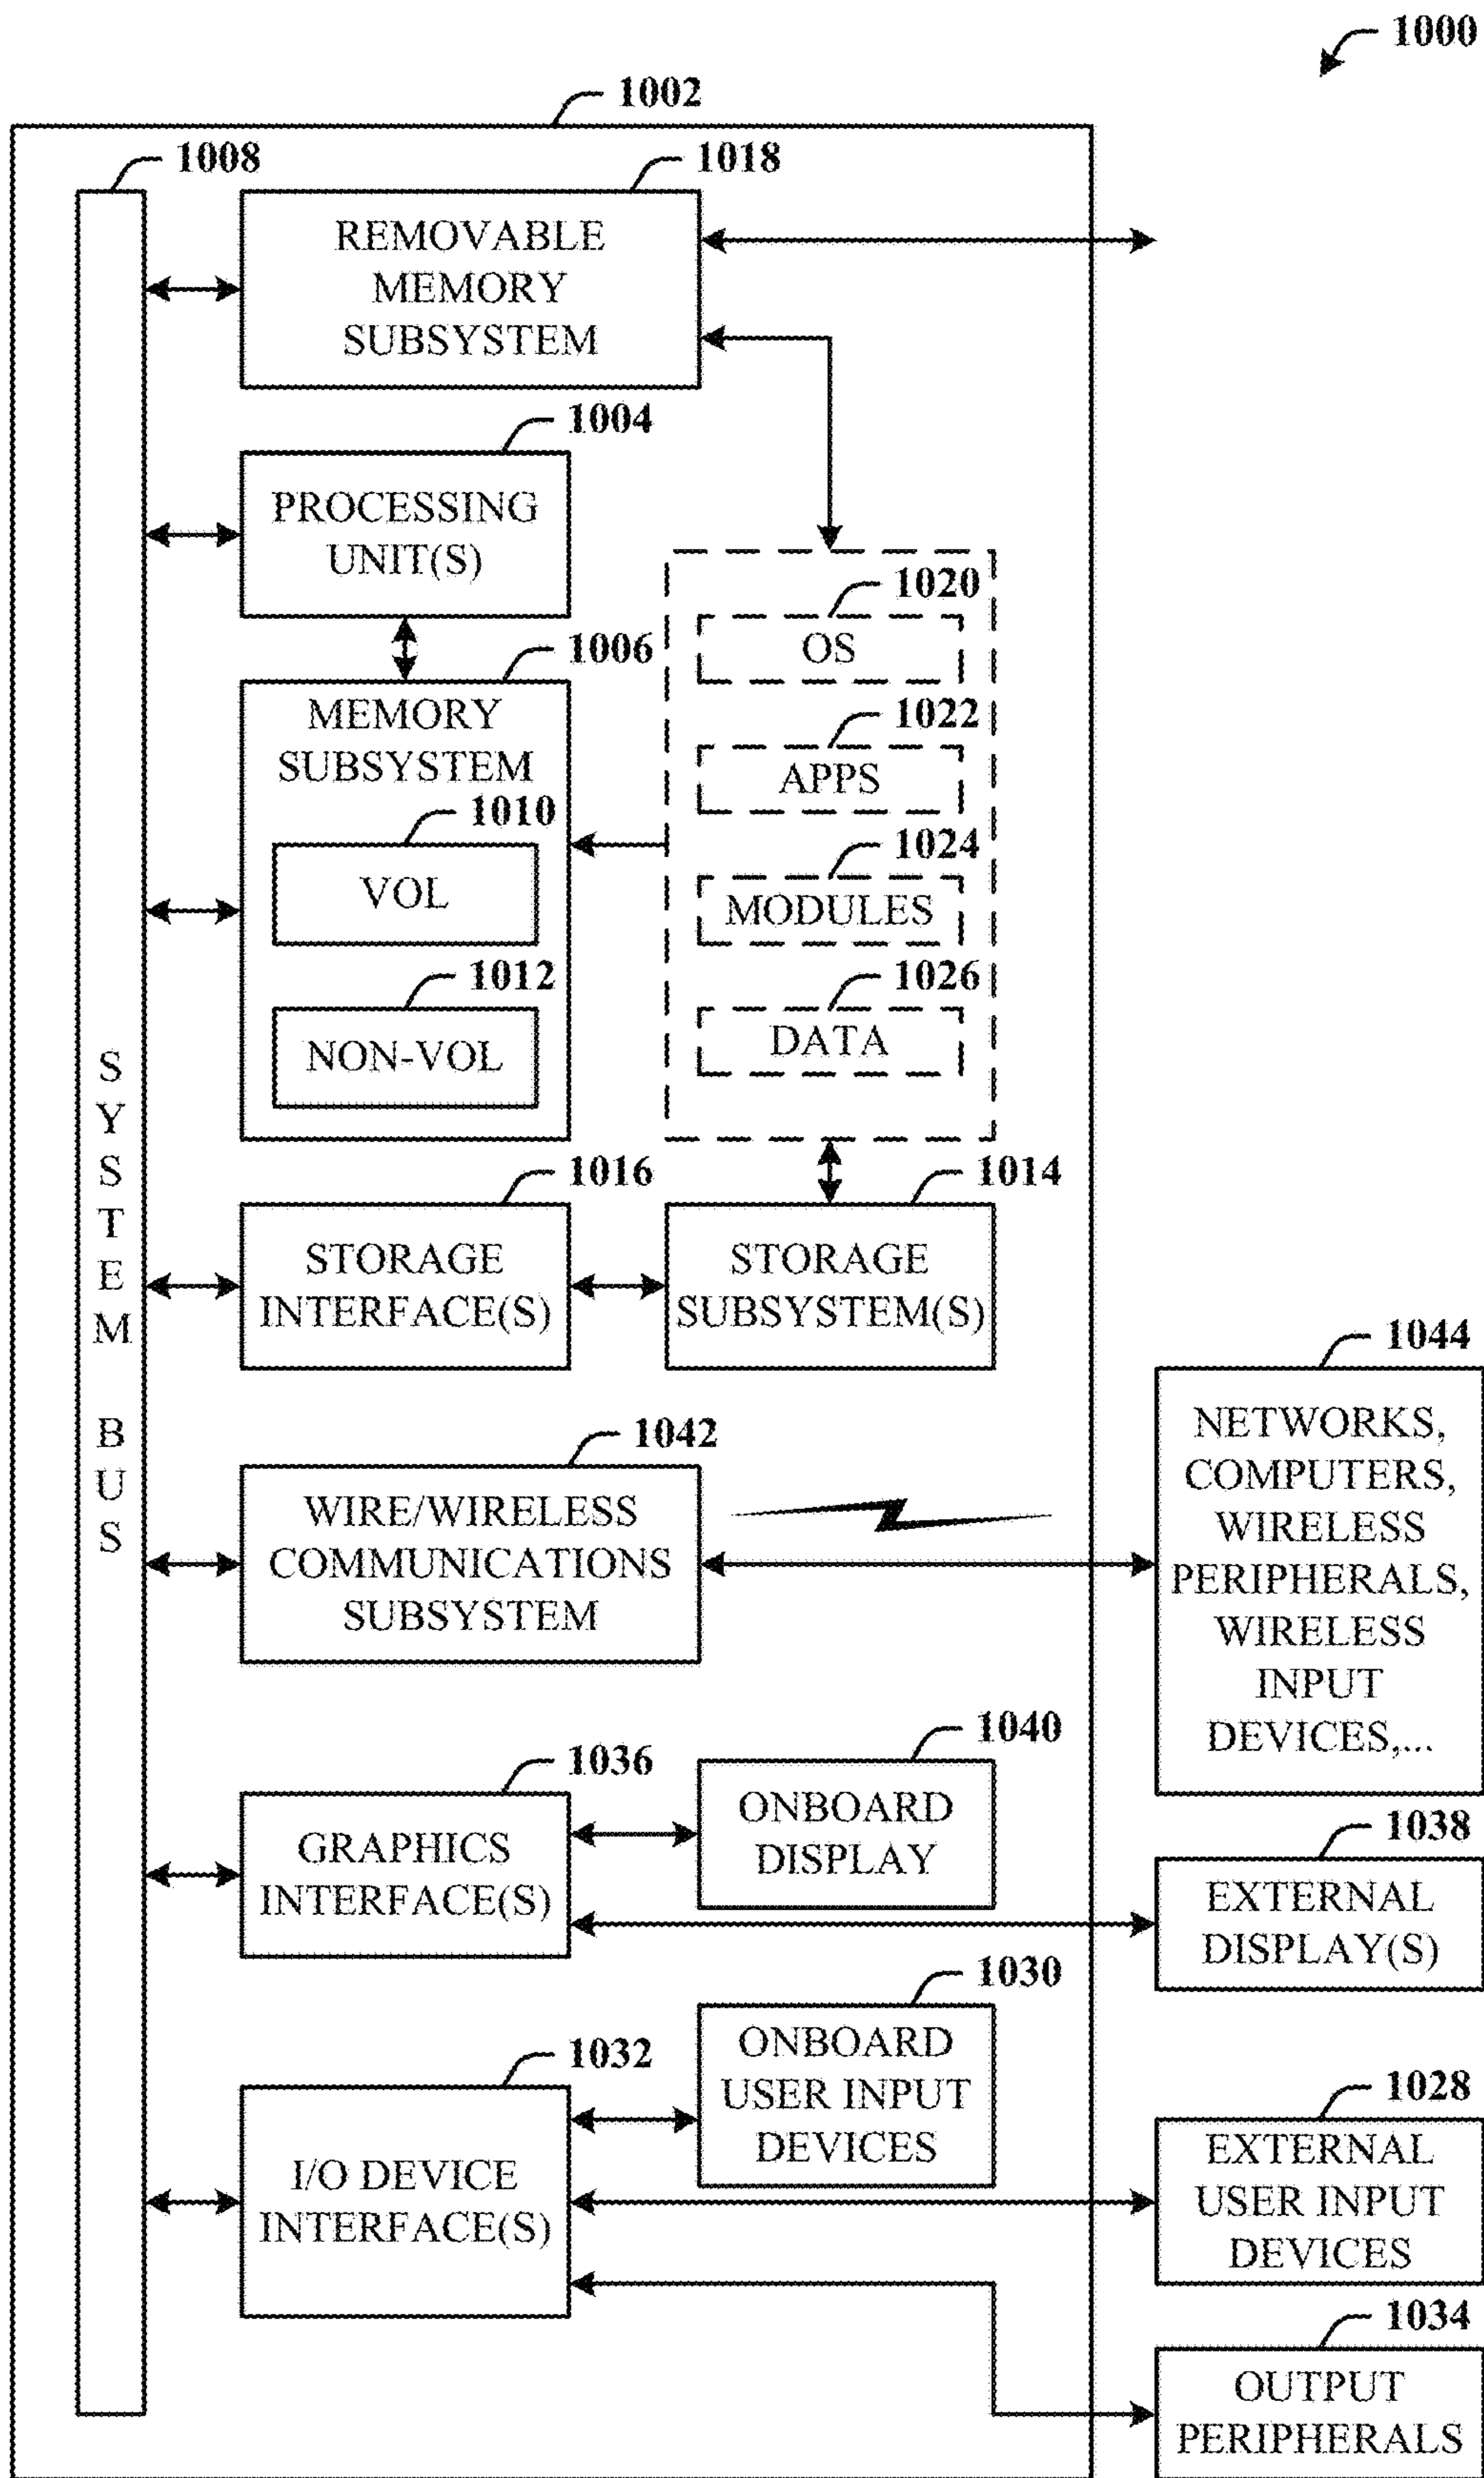 1000
1002
1008
1018
REMOVABLE
MEMORY
SUBSYSTEM
1004
PROCESSING
UNIT(S)
1020
OS
1006
MEMORY
SUBSYSTEM
1022
APPS
1010
VOL
1024
MODULES
1012
NON-VOL
1026
DATA
SYSTEM BUS
1016
STORAGE
INTERFACE(S)
1014
STORAGE
SUBSYSTEM(S)
1044
NETWORKS,
COMPUTERS,
WIRELESS
PERIPHERALS,
WIRELESS
INPUT
DEVICES,...
1042
WIRE/WIRELESS
COMMUNICATIONS
SUBSYSTEM
1040
ONBOARD
DISPLAY
1036
GRAPHICS
INTERFACE(S)
1038
EXTERNAL
DISPLAY(S)
1030
ONBOARD
USER INPUT
DEVICES
1032
I/O DEVICE
INTERFACE(S)
1028
EXTERNAL
USER INPUT
DEVICES
1034
OUTPUT
PERIPHERALS